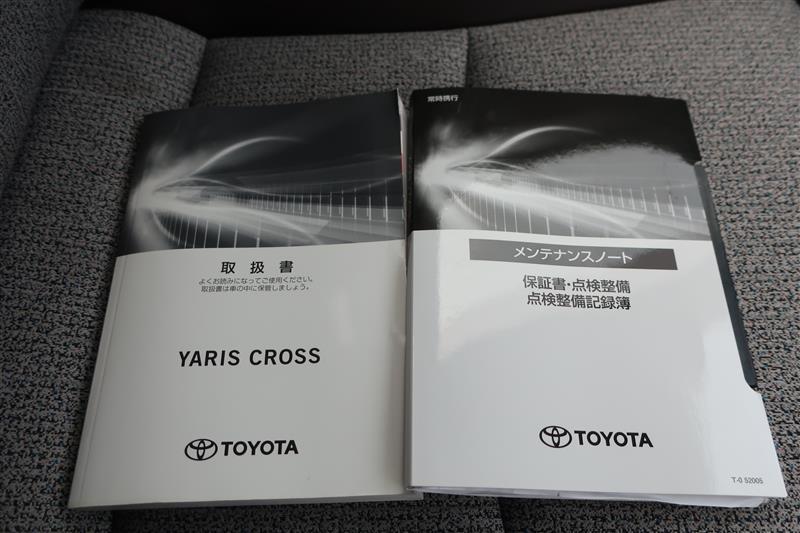 取扱書
よくお読みになってご使用ください。
取扱書は車の中に保管しましょう。
YARIS CROSS
TOYOTA
常時携行
メンテナンスノート
保証書・点検整備
点検整備記録簿
TOYOTA
T-0 52005